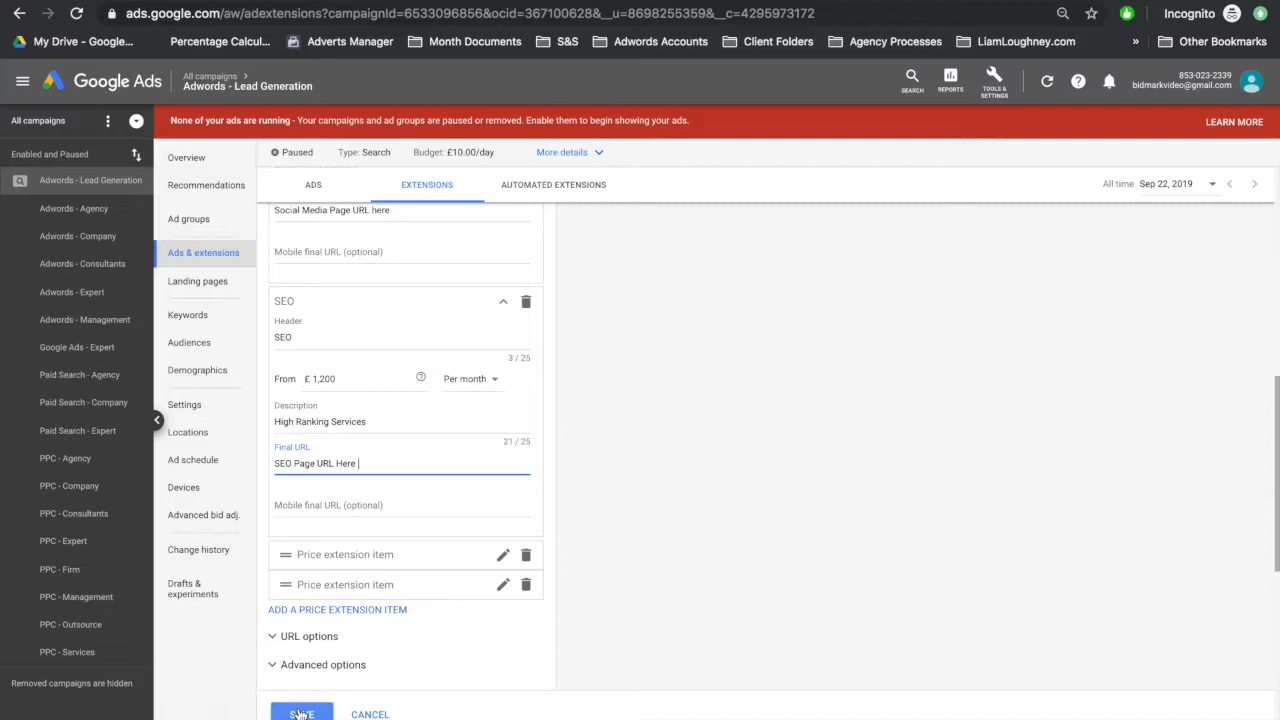 ads.google.com/aw/adextensions?campaignId=6533096856&ocid=367100628&__u=8698255359&__c=4295973172
Incognito
My Drive - Google...
Percentage Calcul...
Adverts Manager
Month Documents
S&S
Adwords Accounts
Client Folders
Agency Processes
LiamLoughney.com
»
Other Bookmarks
Google Ads
All campaigns >
Adwords - Lead Generation
SEARCH
REPORTS
TOOLS &
SETTINGS
853-023-2339
bidmarkvideo@gmail.com
All campaigns
None of your ads are running - Your campaigns and ad groups are paused or removed. Enable them to begin showing your ads.
LEARN MORE
Enabled and Paused
Adwords - Lead Generation
Adwords - Agency
Adwords - Company
Adwords - Consultants
Adwords - Expert
Adwords - Management
Google Ads - Expert
Paid Search - Agency
Paid Search - Company
Paid Search - Expert
PPC - Agency
PPC - Company
PPC - Consultants
PPC - Expert
PPC - Firm
PPC - Management
PPC - Outsource
PPC - Services
Removed campaigns are hidden
Overview
Recommendations
Ad groups
Ads & extensions
Landing pages
Keywords
Audiences
Demographics
Settings
Locations
Ad schedule
Devices
Advanced bid adj.
Change history
Drafts &
experiments
Paused
Type: Search
Budget: £10.00/day
More details
ADS
EXTENSIONS
AUTOMATED EXTENSIONS
All time
Sep 22, 2019
Social Media Page URL here
Mobile final URL (optional)
SEO
Header
SEO
3 / 25
From £ 1,200
Per month
Description
High Ranking Services
21 / 25
Final URL
SEO Page URL Here
Mobile final URL (optional)
Price extension item
Price extension item
ADD A PRICE EXTENSION ITEM
URL options
Advanced options
SAVE
CANCEL